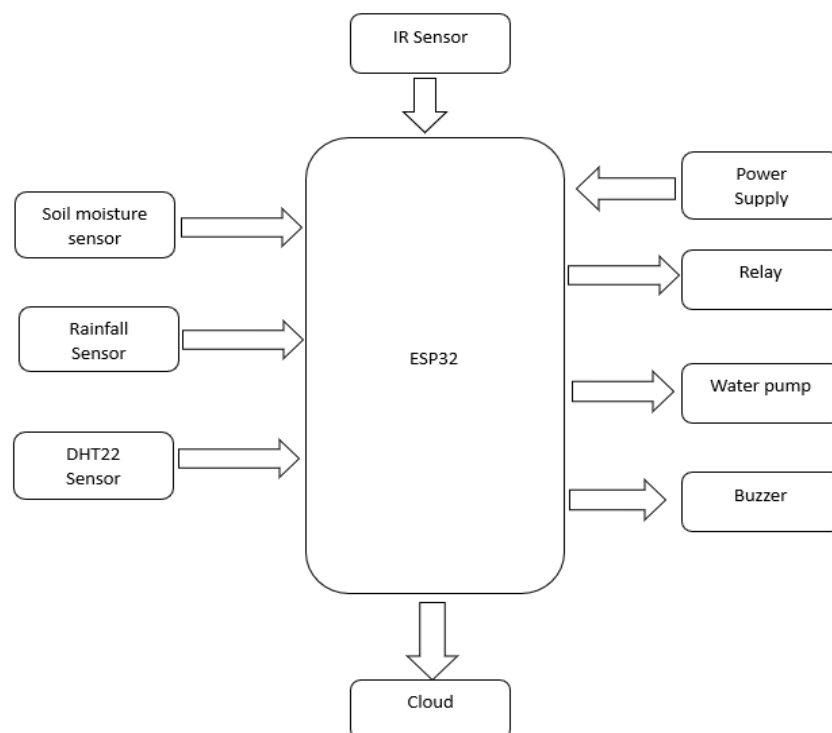 IR Sensor
Power
Supply
Soil moisture
sensor
Relay
Rainfall
Sensor
ESP32
Water pump
DHT22
Sensor
Buzzer
Cloud